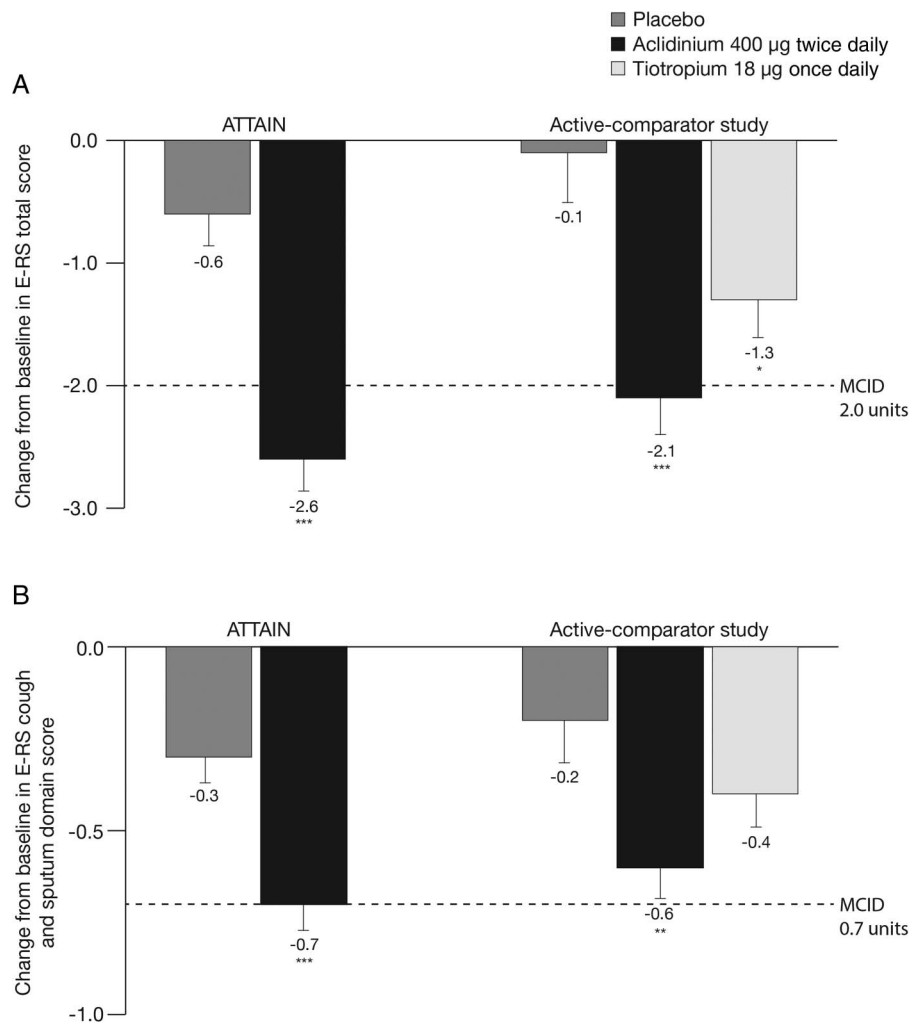 Placebo
Aclidinium 400 µg twice daily
Tiotropium 18 µg once daily
A
ATTAIN
Active-comparator study
Change from baseline in E-RS total score
0.0
-1.0
-2.0
-3.0
-0.6
-2.6
***
-0.1
-2.1
***
-1.3
*
MCID
2.0 units
B
ATTAIN
Active-comparator study
Change from baseline in E-RS cough
and sputum domain score
0.0
-0.5
-1.0
-0.3
-0.7
***
-0.2
-0.6
**
-0.4
MCID
0.7 units